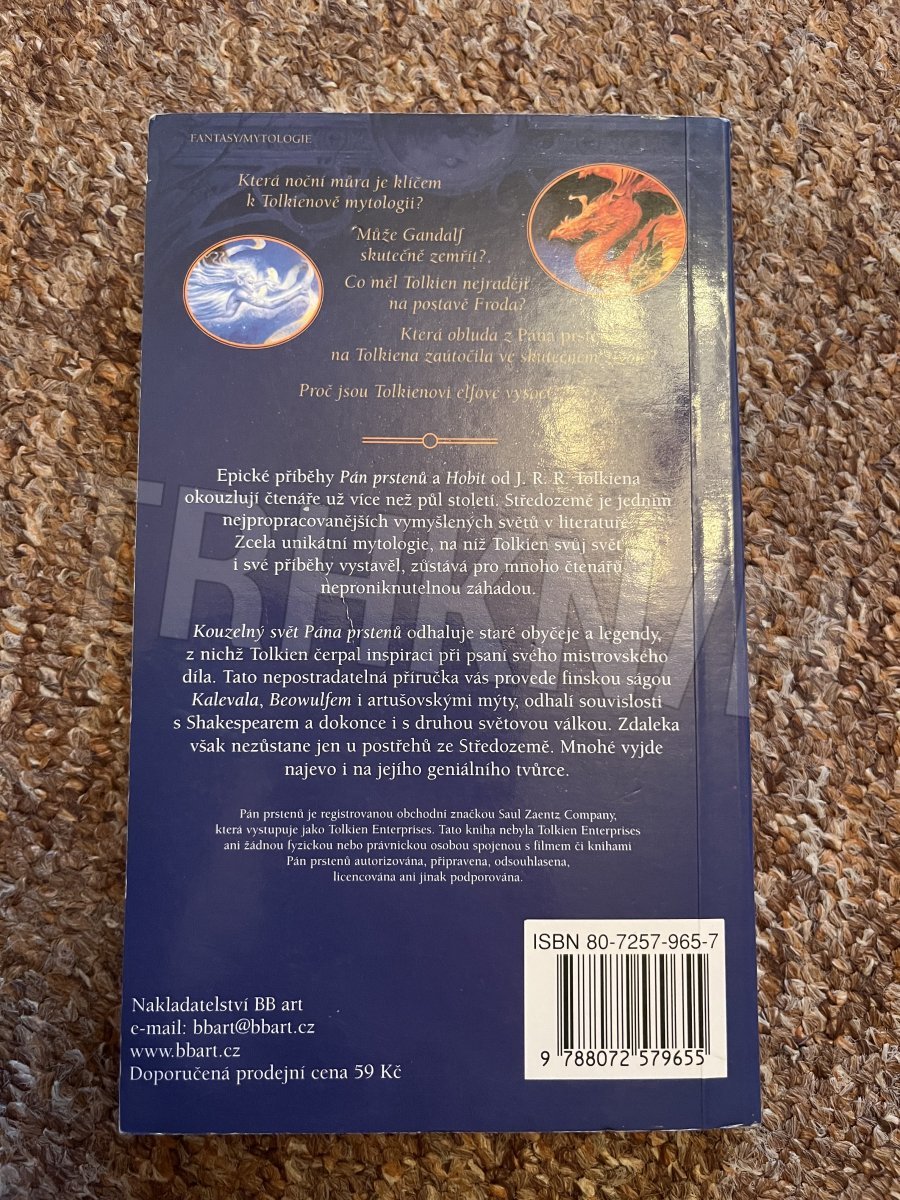 FANTASY/MYTOLOGIE
Která noční můra je klíčem
k Tolkienově mytologii?
Může Gandalf
skutečně zemřít?
Co měl Tolkien nejraději
na postavě Froda?
Která obluda z Pána
na Tolkiena zaútočila ve skutečném
Proč jsou Tolkienovi elfové vysocí
Epické příběhy Pán prstenů a Hobit od J. R. R. Tolkiena
okouzlují čtenáře už více než půl století. Středozemě je jedním
nejpropracovanějších vymyšlených světů v literatuře.
Zcela unikátní mytologie, na níž Tolkien svůj svět
i své příběhy vystavěl, zůstává pro mnoho čtenářů
neproniknutelnou záhadou.
Kouzelný svět Pána prstenů odhaluje staré obyčeje a legendy,
z nichž Tolkien čerpal inspiraci při psaní svého mistrovského
díla. Tato nepostradatelná příručka vás provede finskou ságou
Kalevala, Beowulfem i artušovskými mýty, odhalí souvislosti
s Shakespearem a dokonce i s druhou světovou válkou. Zdaleka
však nezůstane jen u postřehů ze Středozemě. Mnohé vyjde
najevo i na jejího geniálního tvůrce.
Pán prstenů je registrovanou obchodní značkou Saul Zaentz Company,
která vystupuje jako Tolkien Enterprises. Tato kniha nebyla Tolkien Enterprises
ani žádnou fyzickou nebo právnickou osobou spojenou s filmem či knihami
Pán prstenů autorizována, připravena, odsouhlasena,
licencována ani jinak podporována.
ISBN 80-7257-965-7
9 788072 579655
Nakladatelství BB art
e-mail: bbart@bbart.cz
www.bbart.cz
Doporučená prodejní cena 59 Kč